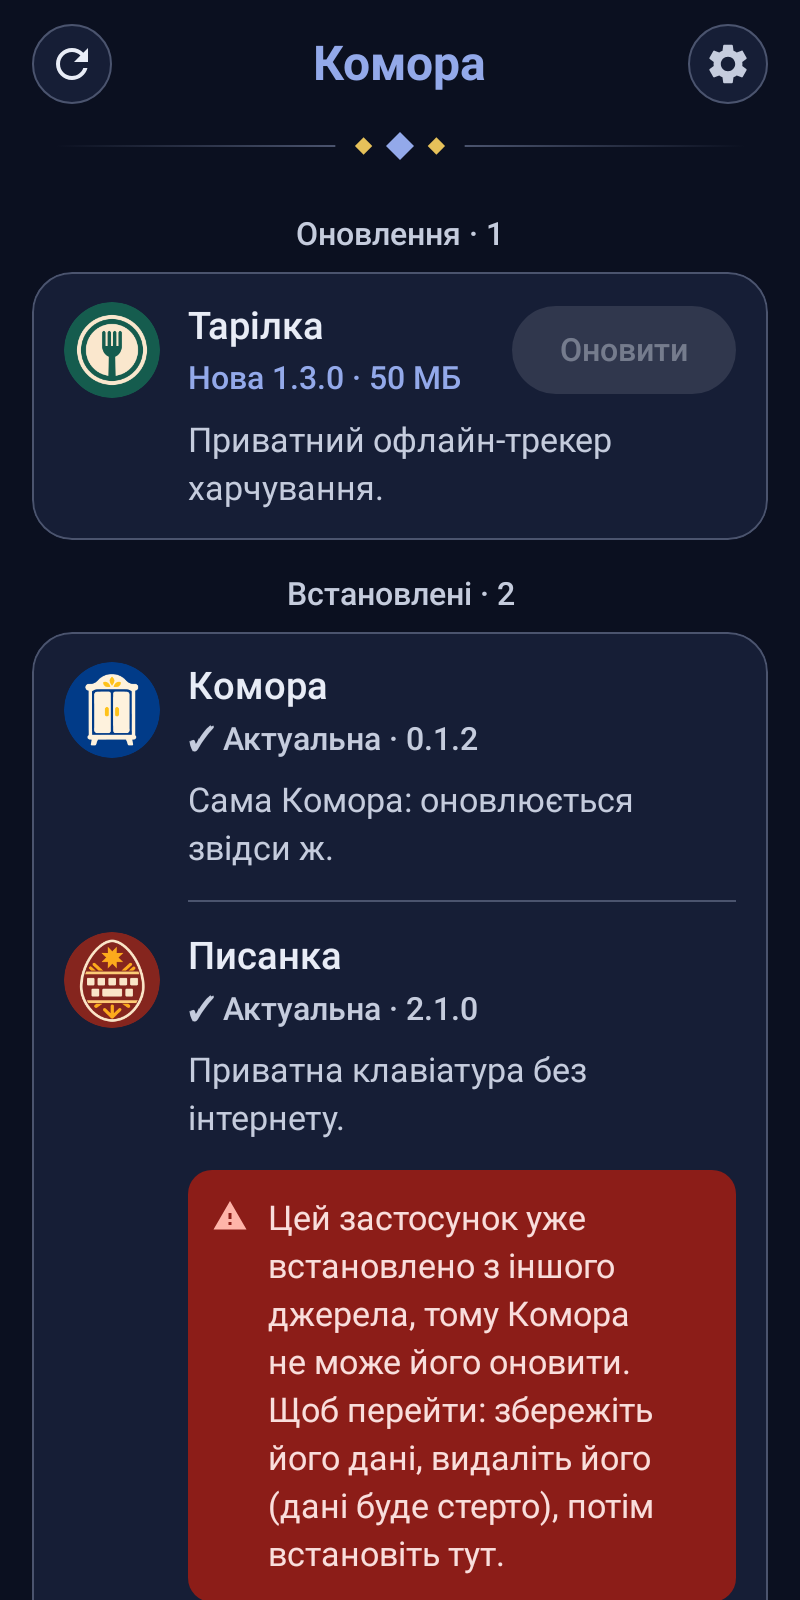 Комора
Оновлення · 1
Тарілка
Нова 1.3.0 · 50 МБ
Оновити
Приватний офлайн-трекер
харчування.
Встановлені · 2
Комора
✓ Актуальна · 0.1.2
Сама Комора: оновлюється
звідси ж.
Писанка
✓ Актуальна · 2.1.0
Приватна клавіатура без
інтернету.
Цей застосунок уже
встановлено з іншого
джерела, тому Комора
не може його оновити.
Щоб перейти: збережіть
його дані, видаліть його
(дані буде стерто), потім
встановіть тут.